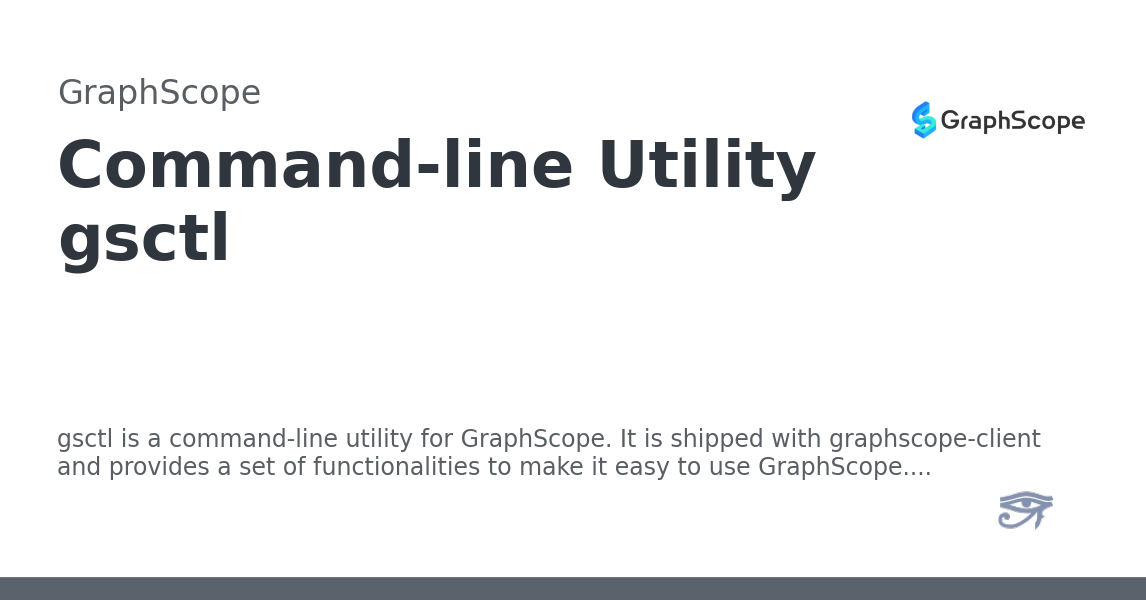 GraphScope
GraphScope
Command-line Utility
gsctl
gsctl is a command-line utility for GraphScope. It is shipped with graphscope-client
and provides a set of functionalities to make it easy to use GraphScope....